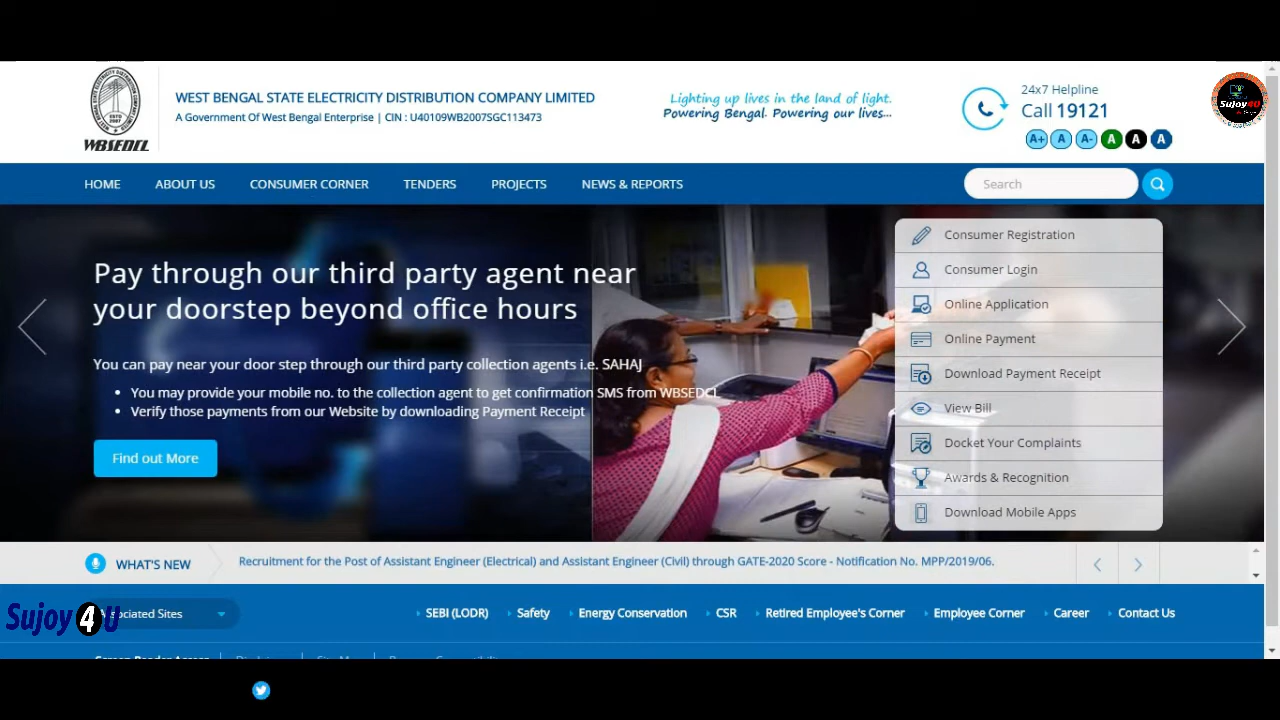 WEST BENGAL STATE ELECTRICITY DISTRIBUTION COMPANY LIMITED
A Government Of West Bengal Enterprise | CIN : U40109WB2007SGC113473
WBSEDCL
Lighting up lives in the land of light.
Powering Bengal. Powering our lives...
24x7 Helpline
Call 19121
A+ A A- A A A
Sujoy4U
HOME ABOUT US CONSUMER CORNER TENDERS PROJECTS NEWS & REPORTS Search
Pay through our third party agent near
your doorstep beyond office hours
You can pay near your door step through our third party collection agents i.e. SAHAJ
• You may provide your mobile no. to the collection agent to get confirmation SMS from WBSEDCL
• Verify those payments from our Website by downloading Payment Receipt
Find out More
Consumer Registration
Consumer Login
Online Application
Online Payment
Download Payment Receipt
View Bill
Docket Your Complaints
Awards & Recognition
Download Mobile Apps
WHAT'S NEW
Recruitment for the Post of Assistant Engineer (Electrical) and Assistant Engineer (Civil) through GATE-2020 Score - Notification No. MPP/2019/06.
Sujoy 4 U
Sites
SEBI (LODR) Safety Energy Conservation CSR Retired Employee's Corner Employee Corner Career Contact Us